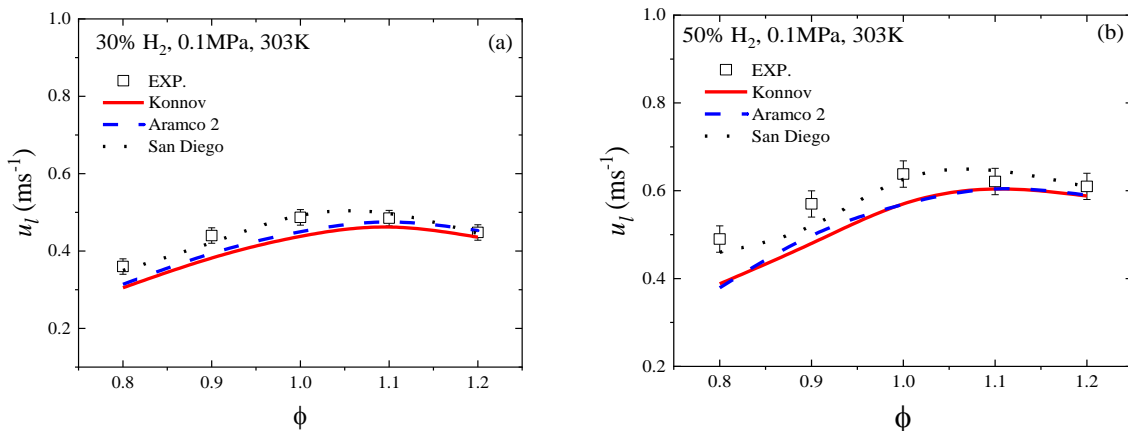 30% H₂, 0.1MPa, 303K
(a)
EXP.
Konnov
Aramco 2
San Diego
u_l (ms⁻¹)
1.0
0.8
0.6
0.4
0.2
0.8 0.9 1.0 1.1 1.2
ϕ
50% H₂, 0.1MPa, 303K
(b)
EXP.
Konnov
Aramco 2
San Diego
u_l (ms⁻¹)
1.0
0.8
0.6
0.4
0.2
0.8 0.9 1.0 1.1 1.2
ϕ